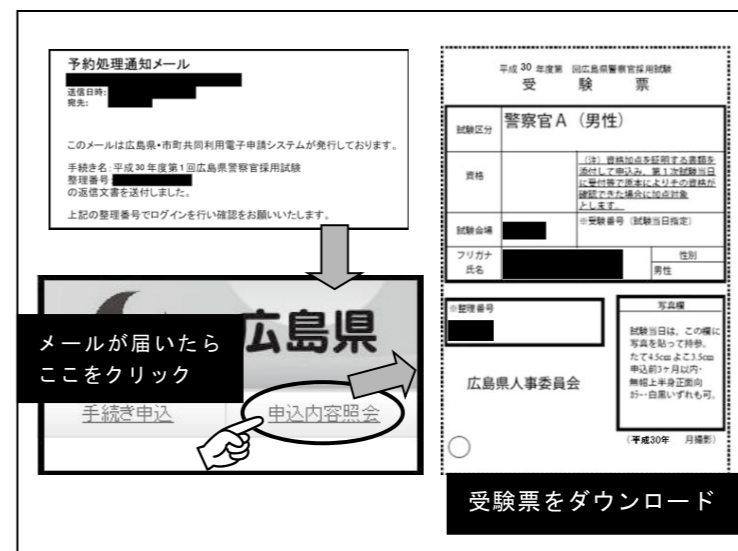 予約処理通知メール
送信日時:
宛先:
このメールは広島県・市町共同利用電子申請システムが発行しております。
手続き名:平成30年度第1回広島県警察官採用試験
整理番号:
の返信文書を送付しました。
上記の整理番号でログインを行い確認をお願いいたします。
広島県
メールが届いたら
ここをクリック
手続き申込
申込内容照会
平成 30 年度第 回広島県警察官採用試験
受 験 票
試験区分
警察官A (男性)
資格
(注) 資格加点を証明する書類を
添付して申込み、第1次試験当日
に受付等で原本によりその資格が
確認できた場合に加点対象
とします。
試験会場
※受験番号 (試験当日指定)
フリガナ
氏名
性別
男性
※整理番号
写真欄
試験当日は、この欄に
写真を貼って持参。
たて4.5cm よこ3.5cm
申込前3ヶ月以内・
無帽上半身正面向
カラー・白黒いずれも可。
広島県人事委員会
(平成30年 月撮影)
受験票をダウンロード